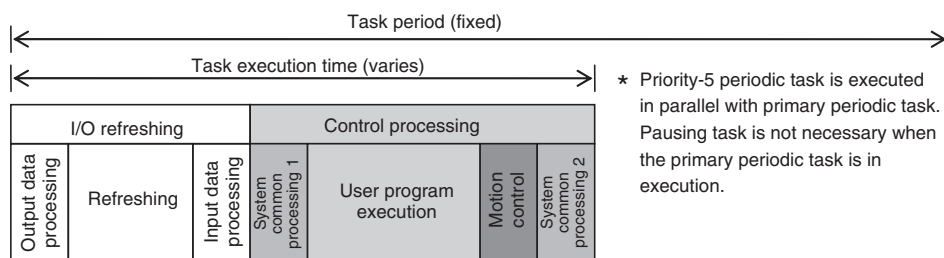 Task period (fixed)
Task execution time (varies)
I/O refreshing
Control processing
Output data
processing
Refreshing
Input data
processing
System
common
processing 1
User program
execution
Motion
control
System
common
processing 2
* Priority-5 periodic task is executed
in parallel with primary periodic task.
Pausing task is not necessary when
the primary periodic task is in
execution.